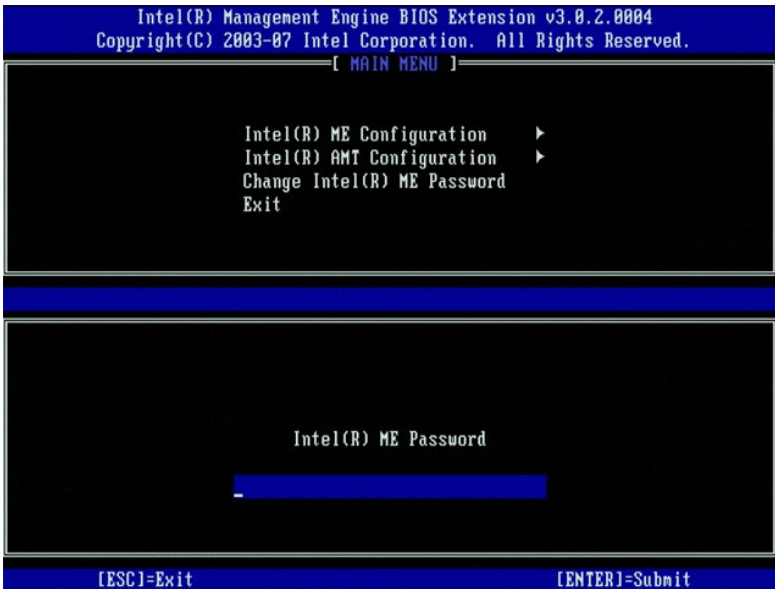 Intel(R) Management Engine BIOS Extension v3.0.2.0004
Copyright(C) 2003-07 Intel Corporation. All Rights Reserved.
[ MAIN MENU ]
Intel(R) ME Configuration ►
Intel(R) AMT Configuration ►
Change Intel(R) ME Password
Exit
Intel(R) ME Password
_
[ESC]=Exit [ENTER]=Submit